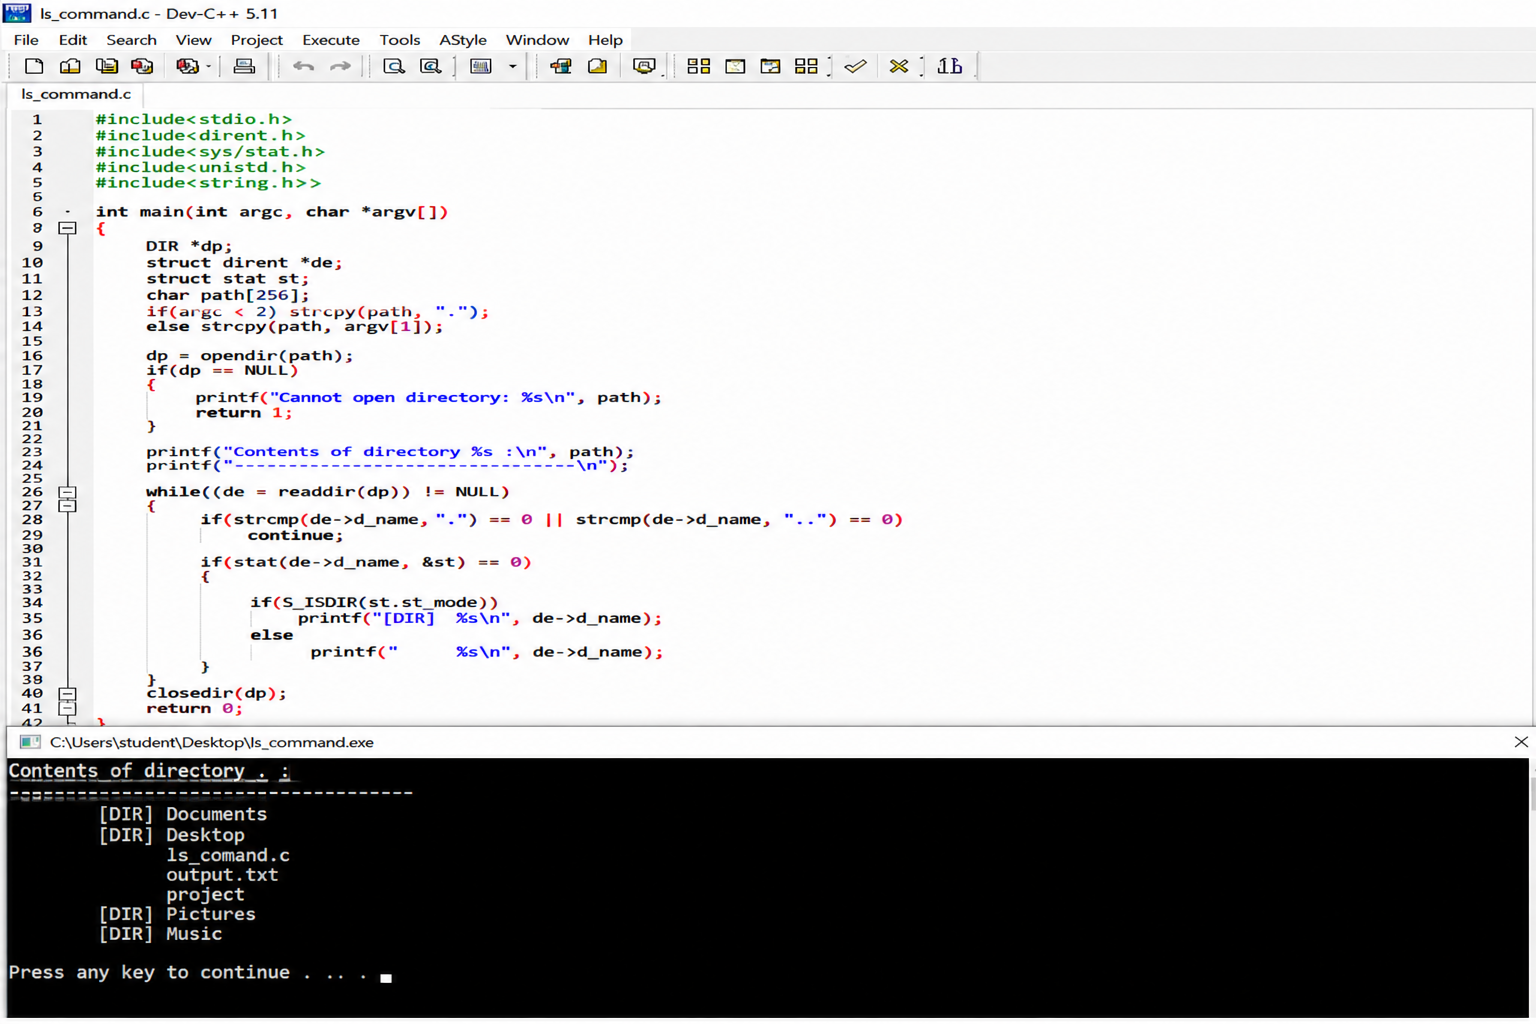 ls_command.c - Dev-C++ 5.11
File Edit Search View Project Execute Tools AStyle Window Help
ls_command.c
1 #include<stdio.h>
2 #include<dirent.h>
3 #include<sys/stat.h>
4 #include<unistd.h>
5 #include<string.h>>
6
6 int main(int argc, char *argv[])
8 {
9 DIR *dp;
10 struct dirent *de;
11 struct stat st;
12 char path[256];
13 if(argc < 2) strcpy(path, ".");
14 else strcpy(path, argv[1]);
15
16 dp = opendir(path);
17 if(dp == NULL)
18 {
19 printf("Cannot open directory: %s\n", path);
20 return 1;
21 }
22
23 printf("Contents of directory %s :\n", path);
24 printf("--------------------------------\n");
25
26 while((de = readdir(dp)) != NULL)
27 {
28 if(strcmp(de->d_name,".") == 0 || strcmp(de->d_name, "..") == 0)
29 continue;
30
31 if(stat(de->d_name, &st) == 0)
32 {
33
34 if(S_ISDIR(st.st_mode))
35 printf("[DIR]  %s\n", de->d_name);
36 else
36 printf("      %s\n", de->d_name);
37 }
39 }
40 closedir(dp);
41 return 0;
42 }
C:\Users\student\Desktop\ls_command.exe
Contents of directory . :
------------------------------------
[DIR] Documents
[DIR] Desktop
ls_comand.c
output.txt
project
[DIR] Pictures
[DIR] Music
Press any key to continue . .. .